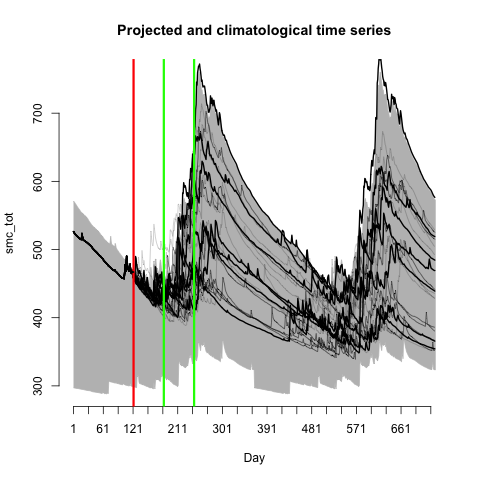 Projected and climatological time series
smc_tot
700
600
500
400
300
1 61 121 211 301 391 481 571 661
Day